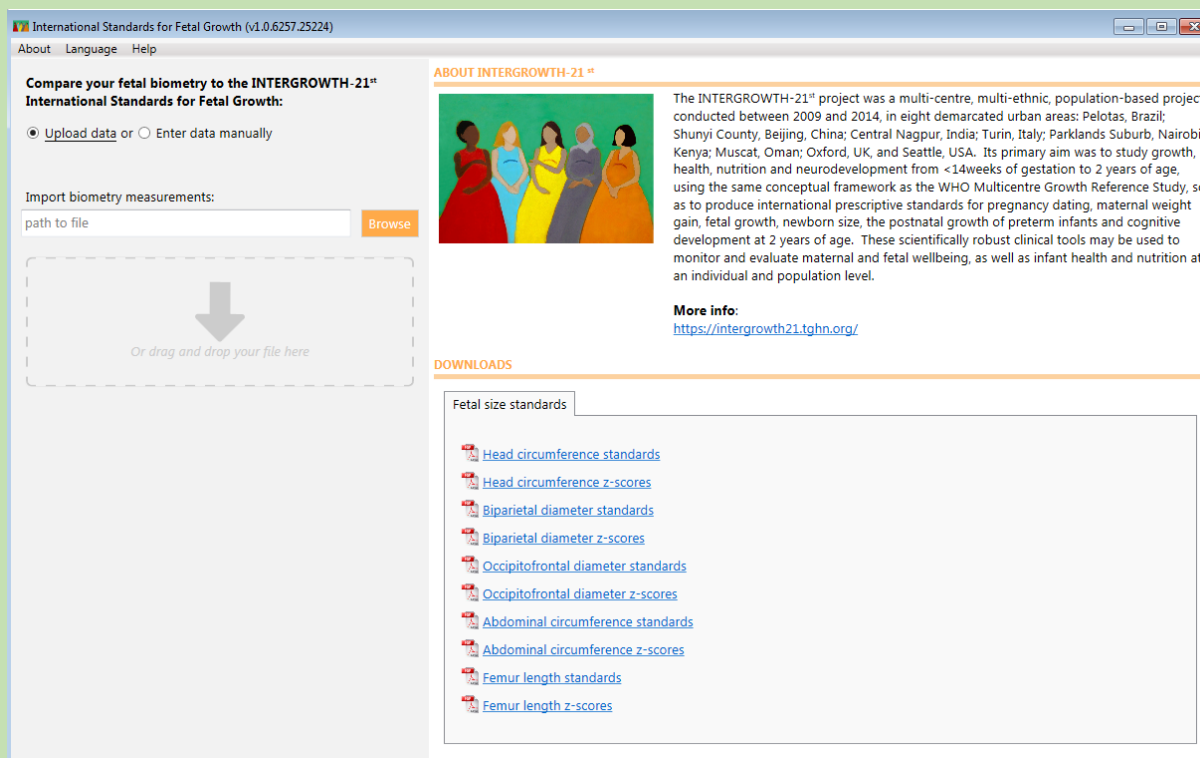 International Standards for Fetal Growth (v1.0.6257.25224)
About Language Help
Compare your fetal biometry to the INTERGROWTH-21st
International Standards for Fetal Growth:
Upload data or Enter data manually
Import biometry measurements:
path to file
Browse
Or drag and drop your file here
ABOUT INTERGROWTH-21 st
The INTERGROWTH-21st project was a multi-centre, multi-ethnic, population-based project
conducted between 2009 and 2014, in eight demarcated urban areas: Pelotas, Brazil;
Shunyi County, Beijing, China; Central Nagpur, India; Turin, Italy; Parklands Suburb, Nairobi
Kenya; Muscat, Oman; Oxford, UK, and Seattle, USA. Its primary aim was to study growth,
health, nutrition and neurodevelopment from <14weeks of gestation to 2 years of age,
using the same conceptual framework as the WHO Multicentre Growth Reference Study, so
as to produce international prescriptive standards for pregnancy dating, maternal weight
gain, fetal growth, newborn size, the postnatal growth of preterm infants and cognitive
development at 2 years of age. These scientifically robust clinical tools may be used to
monitor and evaluate maternal and fetal wellbeing, as well as infant health and nutrition at
an individual and population level.
More info:
https://intergrowth21.tghn.org/
DOWNLOADS
Fetal size standards
Head circumference standards
Head circumference z-scores
Biparietal diameter standards
Biparietal diameter z-scores
Occipitofrontal diameter standards
Occipitofrontal diameter z-scores
Abdominal circumference standards
Abdominal circumference z-scores
Femur length standards
Femur length z-scores